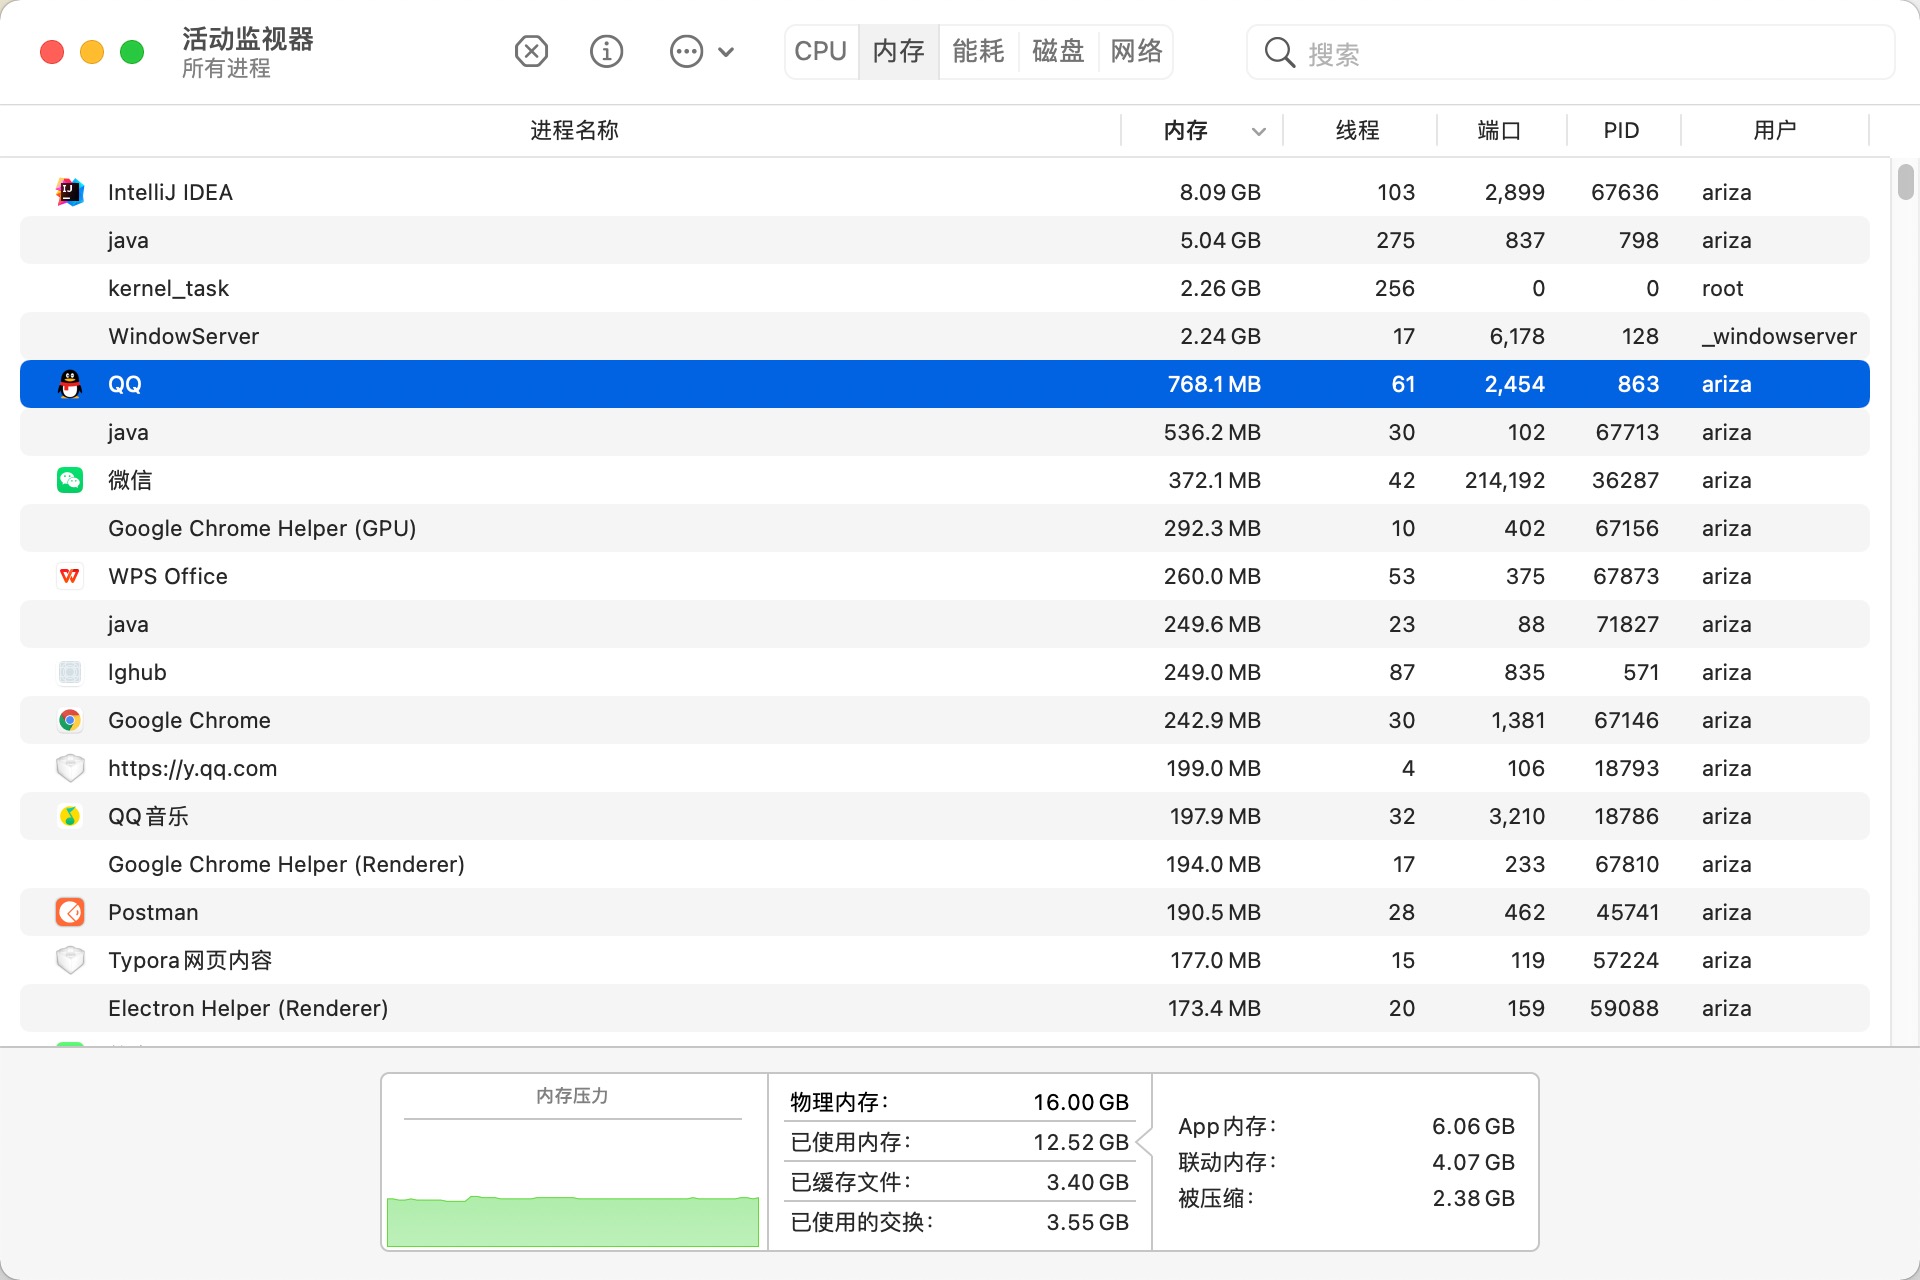 活动监视器
所有进程
CPU 内存 能耗 磁盘 网络
搜索
进程名称 内存 线程 端口 PID 用户
IntelliJ IDEA 8.09 GB 103 2,899 67636 ariza
java 5.04 GB 275 837 798 ariza
kernel_task 2.26 GB 256 0 0 root
WindowServer 2.24 GB 17 6,178 128 _windowserver
QQ 768.1 MB 61 2,454 863 ariza
java 536.2 MB 30 102 67713 ariza
微信 372.1 MB 42 214,192 36287 ariza
Google Chrome Helper (GPU) 292.3 MB 10 402 67156 ariza
WPS Office 260.0 MB 53 375 67873 ariza
java 249.6 MB 23 88 71827 ariza
lghub 249.0 MB 87 835 571 ariza
Google Chrome 242.9 MB 30 1,381 67146 ariza
https://y.qq.com 199.0 MB 4 106 18793 ariza
QQ音乐 197.9 MB 32 3,210 18786 ariza
Google Chrome Helper (Renderer) 194.0 MB 17 233 67810 ariza
Postman 190.5 MB 28 462 45741 ariza
Typora网页内容 177.0 MB 15 119 57224 ariza
Electron Helper (Renderer) 173.4 MB 20 159 59088 ariza
内存压力
物理内存: 16.00 GB
已使用内存: 12.52 GB
已缓存文件: 3.40 GB
已使用的交换: 3.55 GB
App内存: 6.06 GB
联动内存: 4.07 GB
被压缩: 2.38 GB